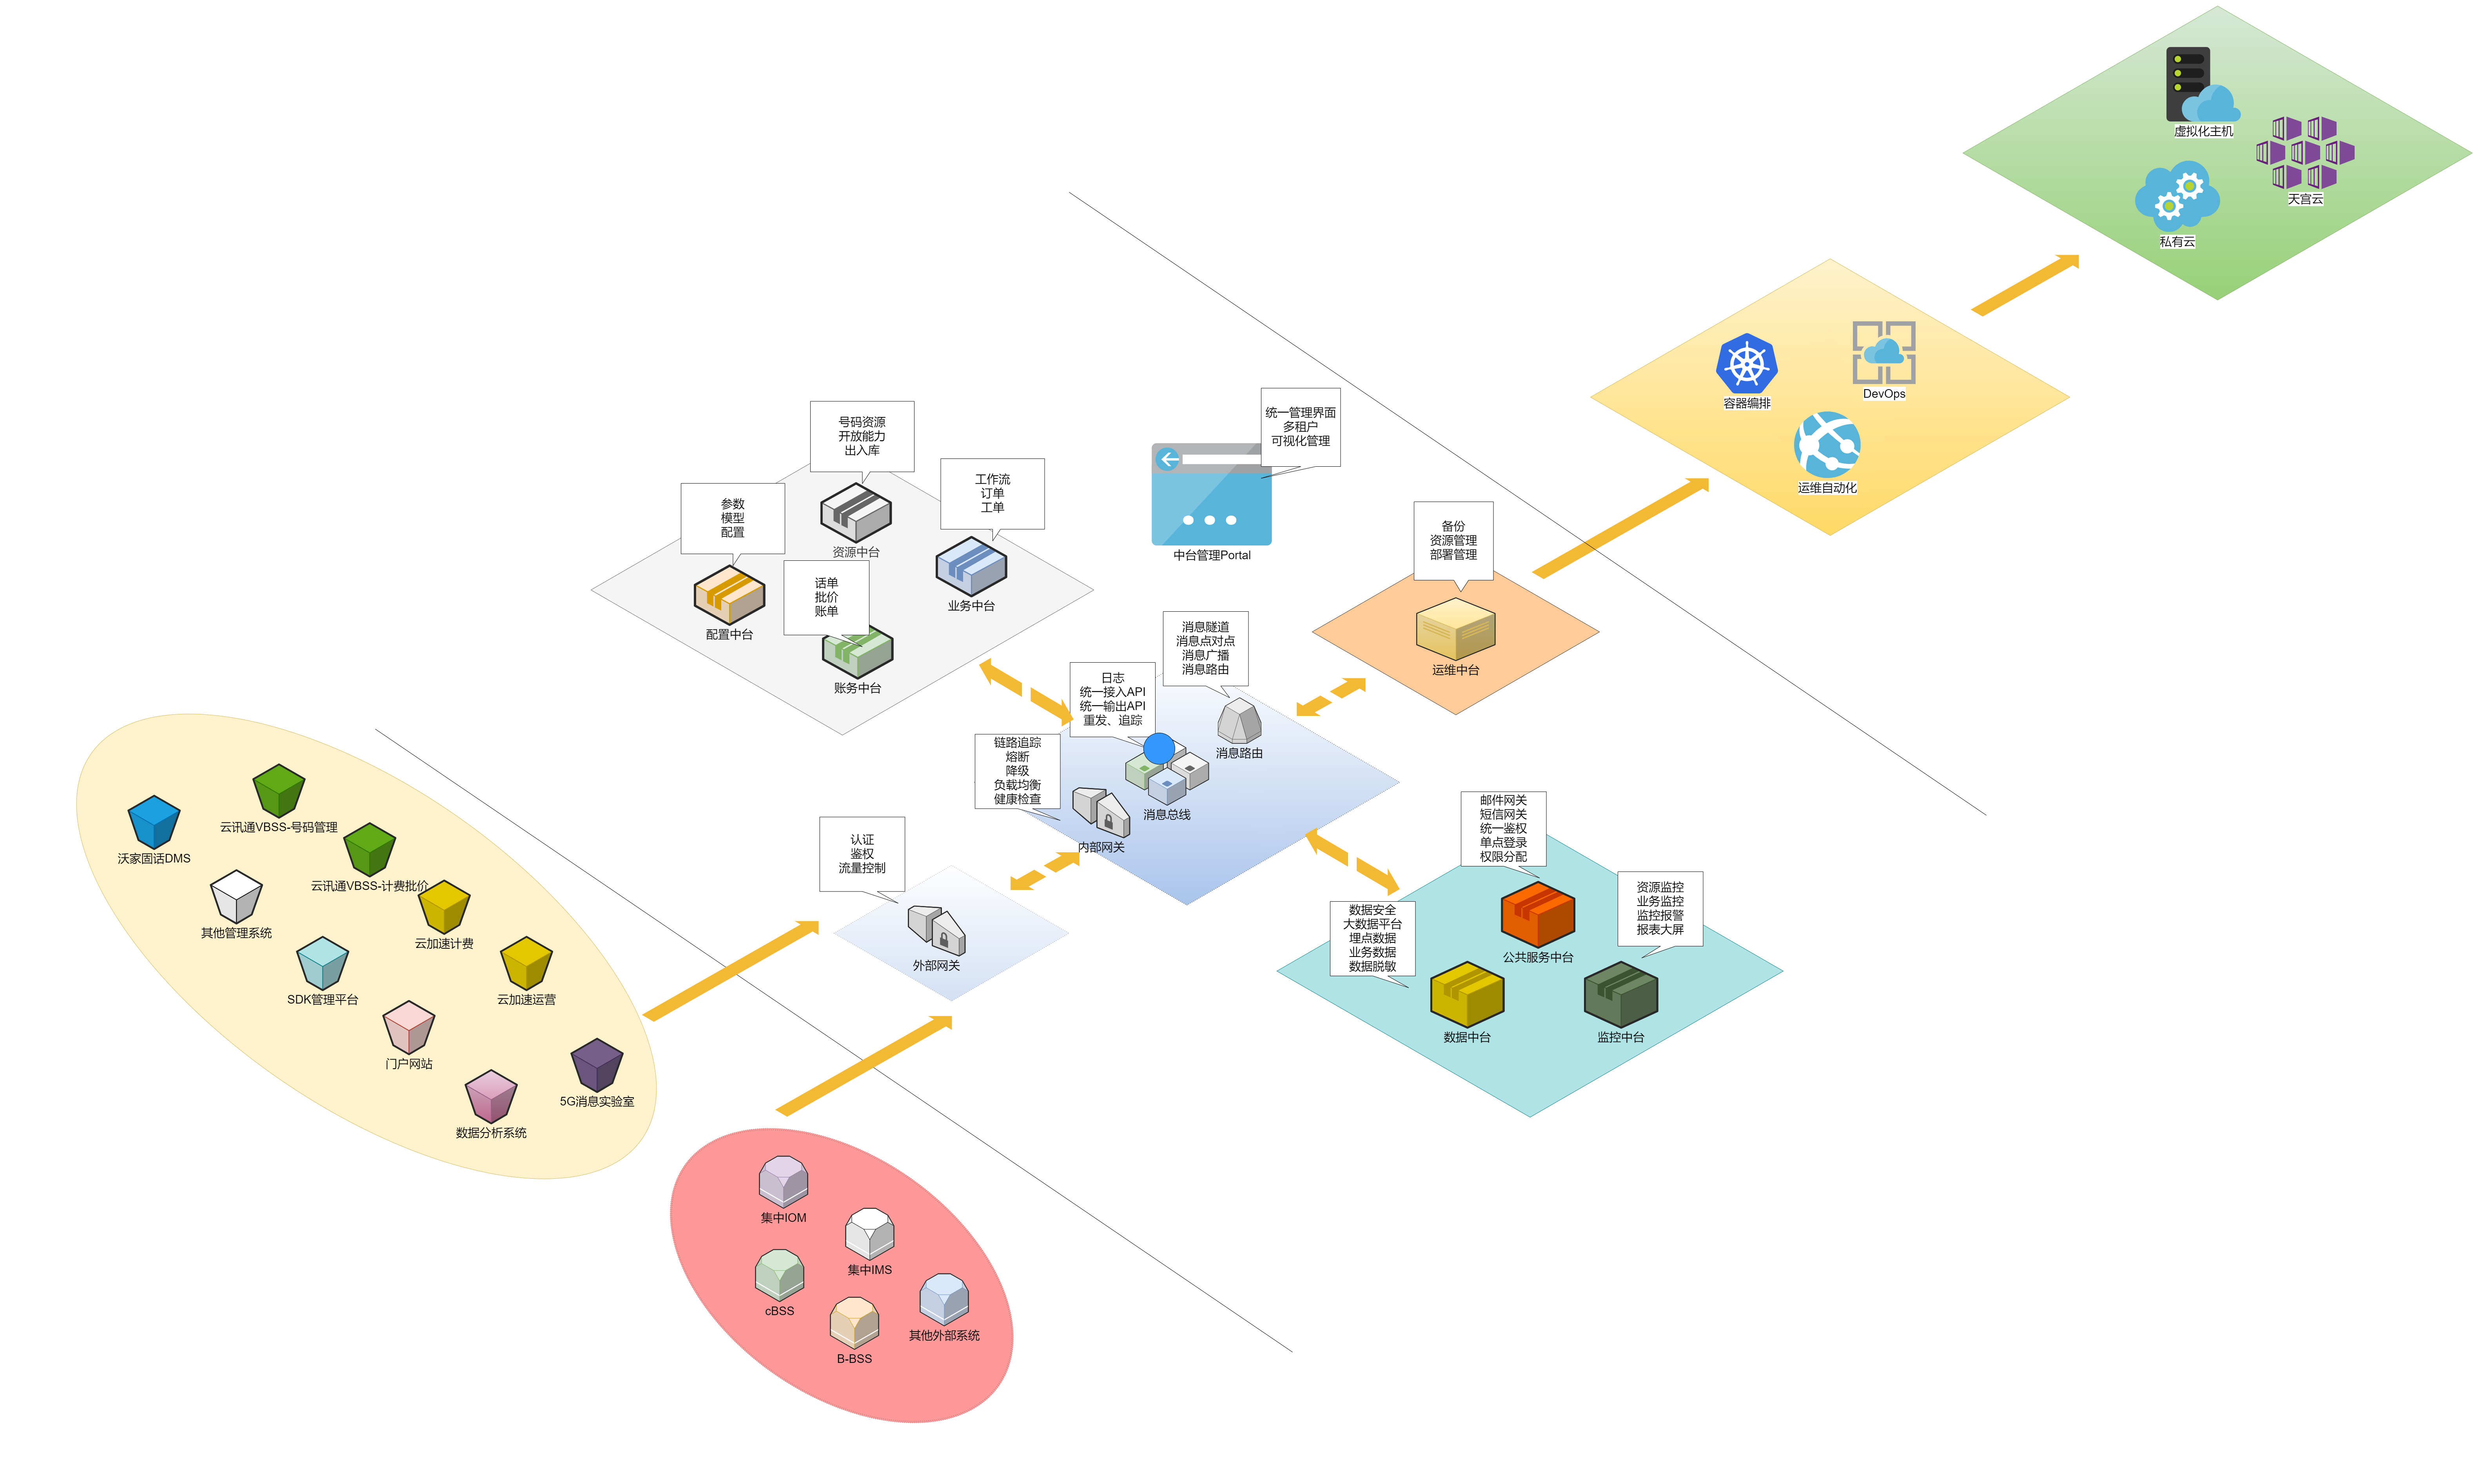 虚拟化主机
天宫云
私有云
容器编排
DevOps
运维自动化
统一管理界面
多租户
可视化管理
中台管理Portal
号码资源
开放能力
出入库
资源中台
工作流
订单
工单
业务中台
参数
模型
配置
配置中台
话单
批价
账单
账务中台
备份
资源管理
部署管理
运维中台
消息隧道
消息点对点
消息广播
消息路由
消息路由
日志
统一接入API
统一输出API
重发、追踪
消息总线
链路追踪
熔断
降级
负载均衡
健康检查
内部网关
认证
鉴权
流量控制
外部网关
邮件网关
短信网关
统一鉴权
单点登录
权限分配
公共服务中台
资源监控
业务监控
监控报警
报表大屏
监控中台
数据安全
大数据平台
埋点数据
业务数据
数据脱敏
数据中台
云讯通VBSS-号码管理
沃家固话DMS
云讯通VBSS-计费批价
其他管理系统
云加速计费
SDK管理平台
云加速运营
门户网站
5G消息实验室
数据分析系统
集中IOM
集中IMS
cBSS
其他外部系统
B-BSS